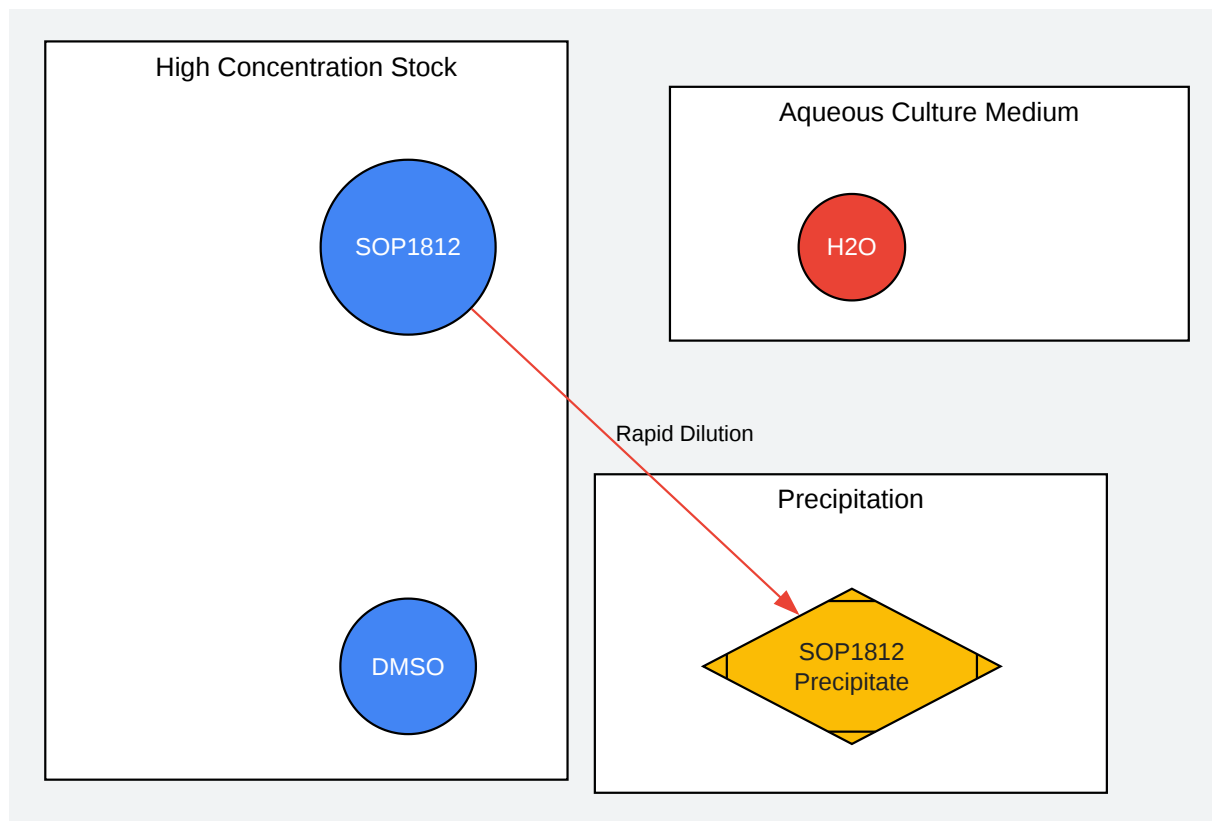 High Concentration Stock
SOP1812
DMSO
Aqueous Culture Medium
H2O
Rapid Dilution
Precipitation
SOP1812
Precipitate